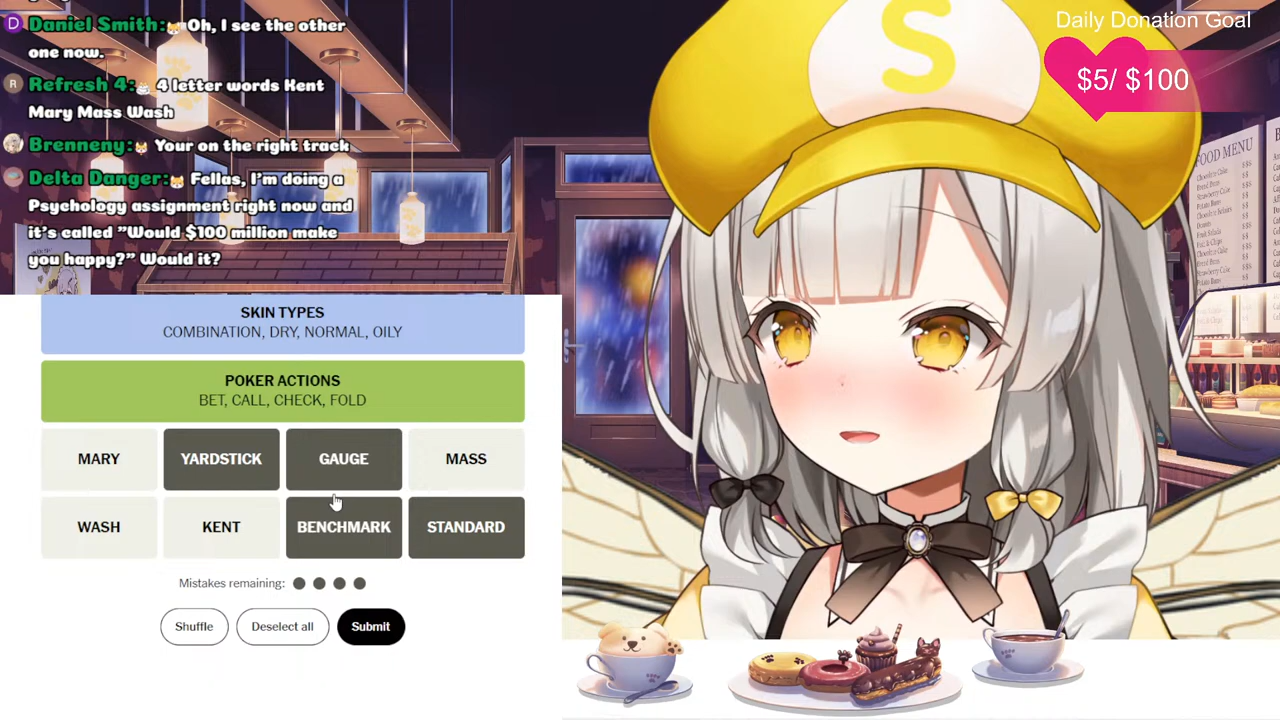 S
Daily Donation Goal
$5/ $100
Daniel Smith: Oh, I see the other
one now.
R Refresh 4: 4 letter words Kent
Mary Mass Wash
Brenneny: Your on the right track
Delta Danger: Fellas, I'm doing a
Psychology assignment right now and
it's called "Would $100 million make
you happy?" Would it?
FOOD MENU
SKIN TYPES
COMBINATION, DRY, NORMAL, OILY
POKER ACTIONS
BET, CALL, CHECK, FOLD
MARY YARDSTICK GAUGE MASS
WASH KENT BENCHMARK STANDARD
Mistakes remaining:
Shuffle Deselect all Submit